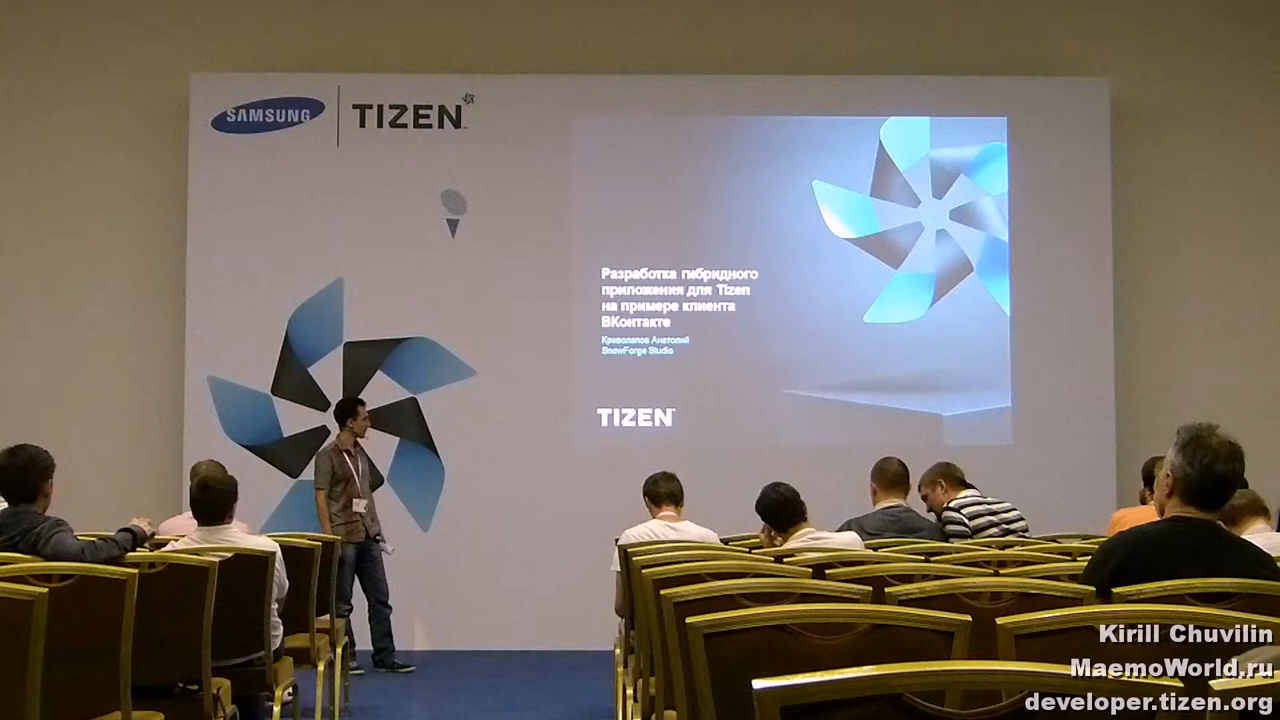 SAMSUNG
TIZEN
Разработка гибридного
приложения для Tizen
на примере клиента
ВКонтакте
Криволапов Анатолий
SnowForge Studio
TIZEN
Kirill Chuvilin
MaemoWorld.ru
developer.tizen.org